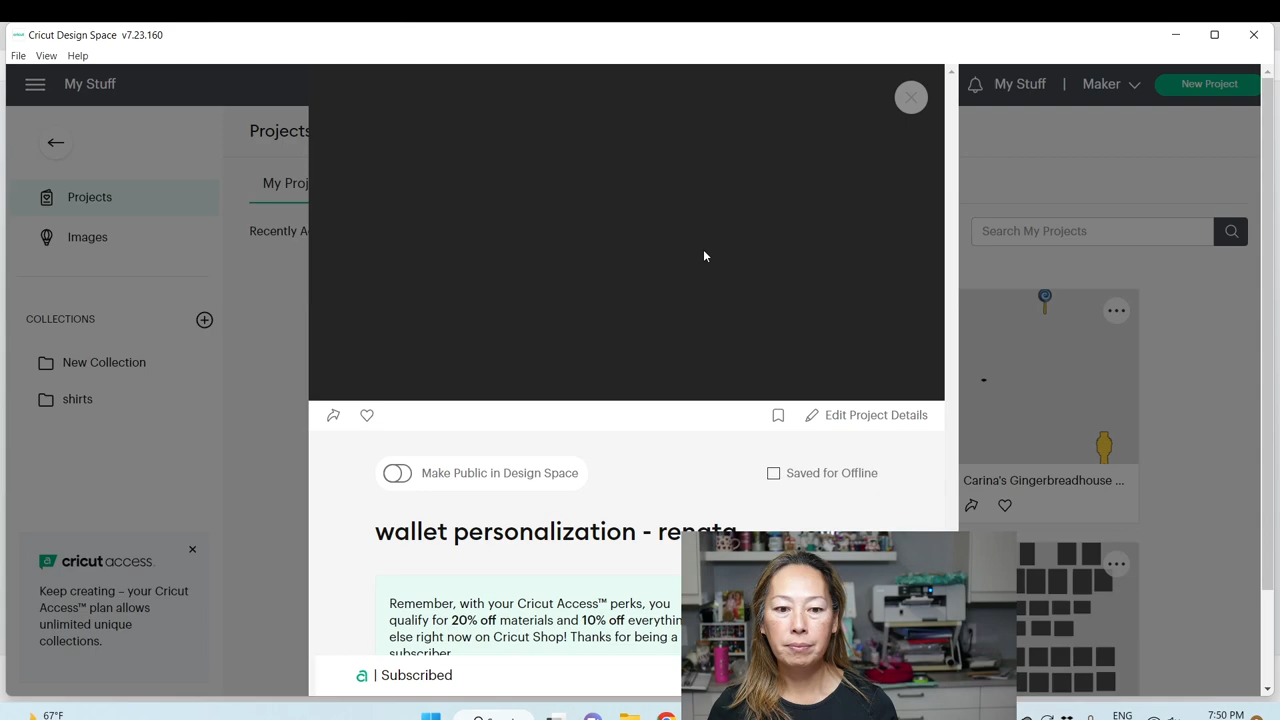 Cricut Design Space v7.23.160
File View Help
My Stuff
My Stuff | Maker
New Project
Projects
Projects
Images
My Proj
Recently A
Search My Projects
COLLECTIONS
New Collection
shirts
Edit Project Details
Make Public in Design Space
Saved for Offline
Carina's Gingerbreadhouse ...
wallet personalization - renata
cricut access.
Keep creating – your Cricut
Access™ plan allows
unlimited unique
collections.
Remember, with your Cricut Access™ perks, you
qualify for 20% off materials and 10% off everythin
else right now on Cricut Shop! Thanks for being a
subscriber.
a | Subscribed
67°F
ENG
7:50 PM